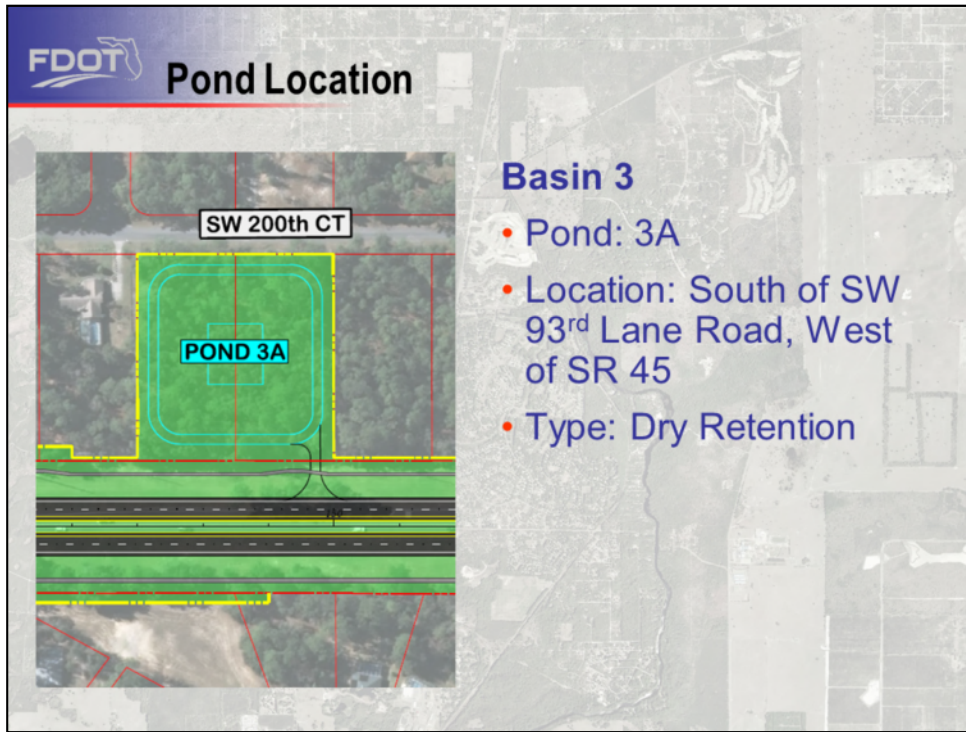 FDOT
Pond Location
SW 200th CT
POND 3A
Basin 3
• Pond: 3A
• Location: South of SW
93rd Lane Road, West
of SR 45
• Type: Dry Retention